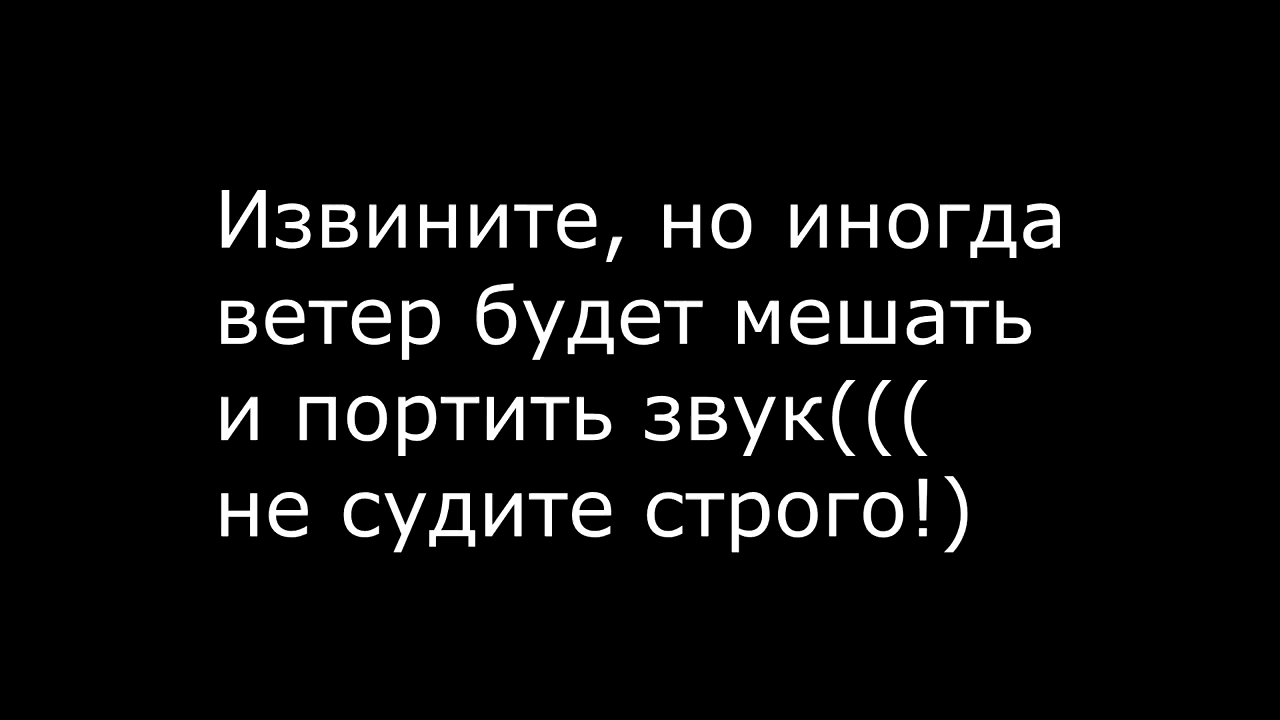 Извините, но иногда
ветер будет мешать
и портить звук(((
не судите строго!)